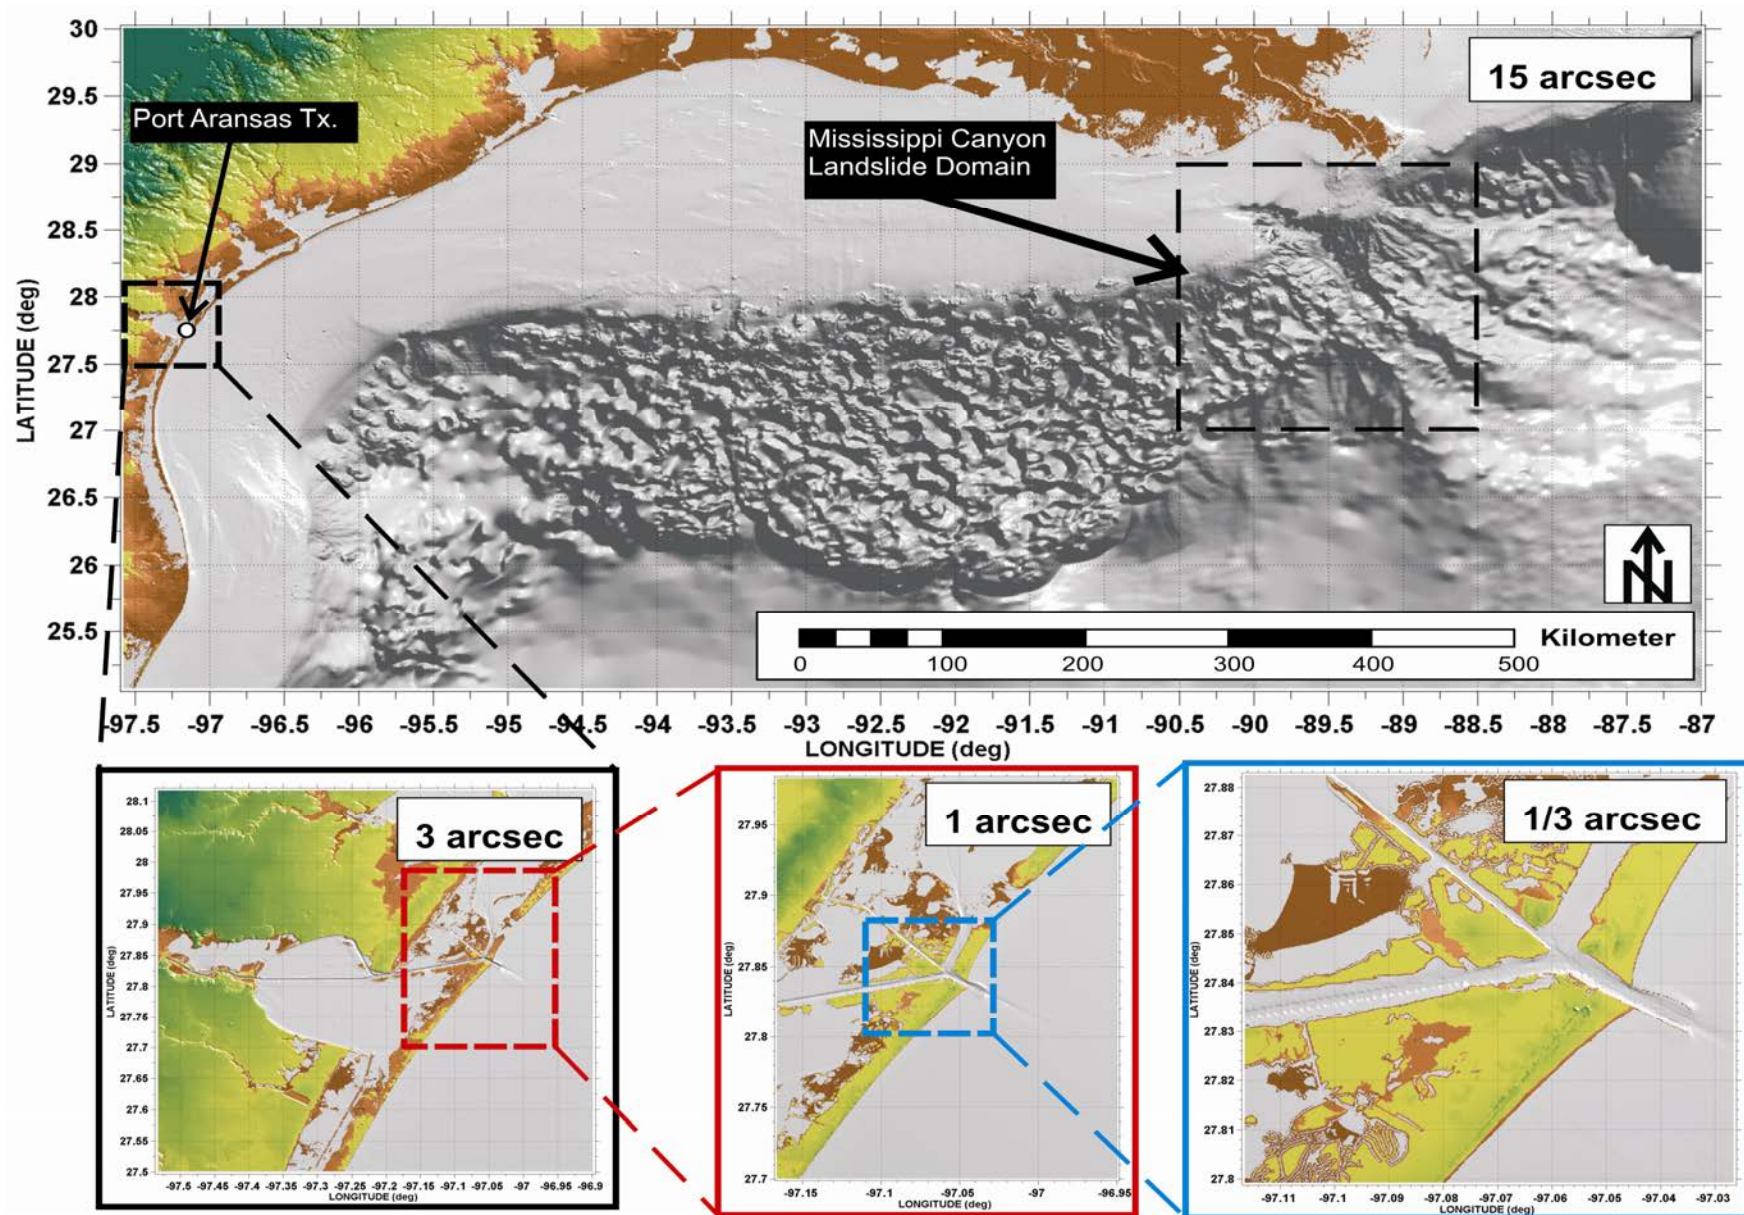 30
29.5
29
28.5
28
27.5
27
26.5
26
25.5
LATITUDE (deg)
15 arcsec
Port Aransas Tx.
Mississippi Canyon
Landslide Domain
N
Kilometer
0 100 200 300 400 500
-97.5 -97 -96 -95.5 -95 -94.5 -94 -93.5 -93 -92.5 -92 -91.5 -91 -90.5 -90 -89.5 -89 -88.5 -88 -87.5 -87
LONGITUDE (deg)
3 arcsec
28.1
28.05
28
27.95
27.9
27.85
27.8
27.76
27.7
27.65
27.6
27.55
27.5
LATITUDE (deg)
-97.5 -97.46 -97.4 -97.35 -97.3 -97.26 -97.2 -97.15 -97.1 -97.05 -97 -96.95 -96.9
LONGITUDE (deg)
1 arcsec
27.95
27.9
27.85
27.8
27.75
27.7
LATITUDE (deg)
-97.15 -97.1 -97.05 -97 -96.95
LONGITUDE (deg)
1/3 arcsec
27.88
27.87
27.86
27.85
27.84
27.83
27.82
27.81
27.8
LATITUDE (deg)
-97.11 -97.1 -97.09 -97.08 -97.07 -97.06 -97.05 -97.04 -97.03
LONGITUDE (deg)